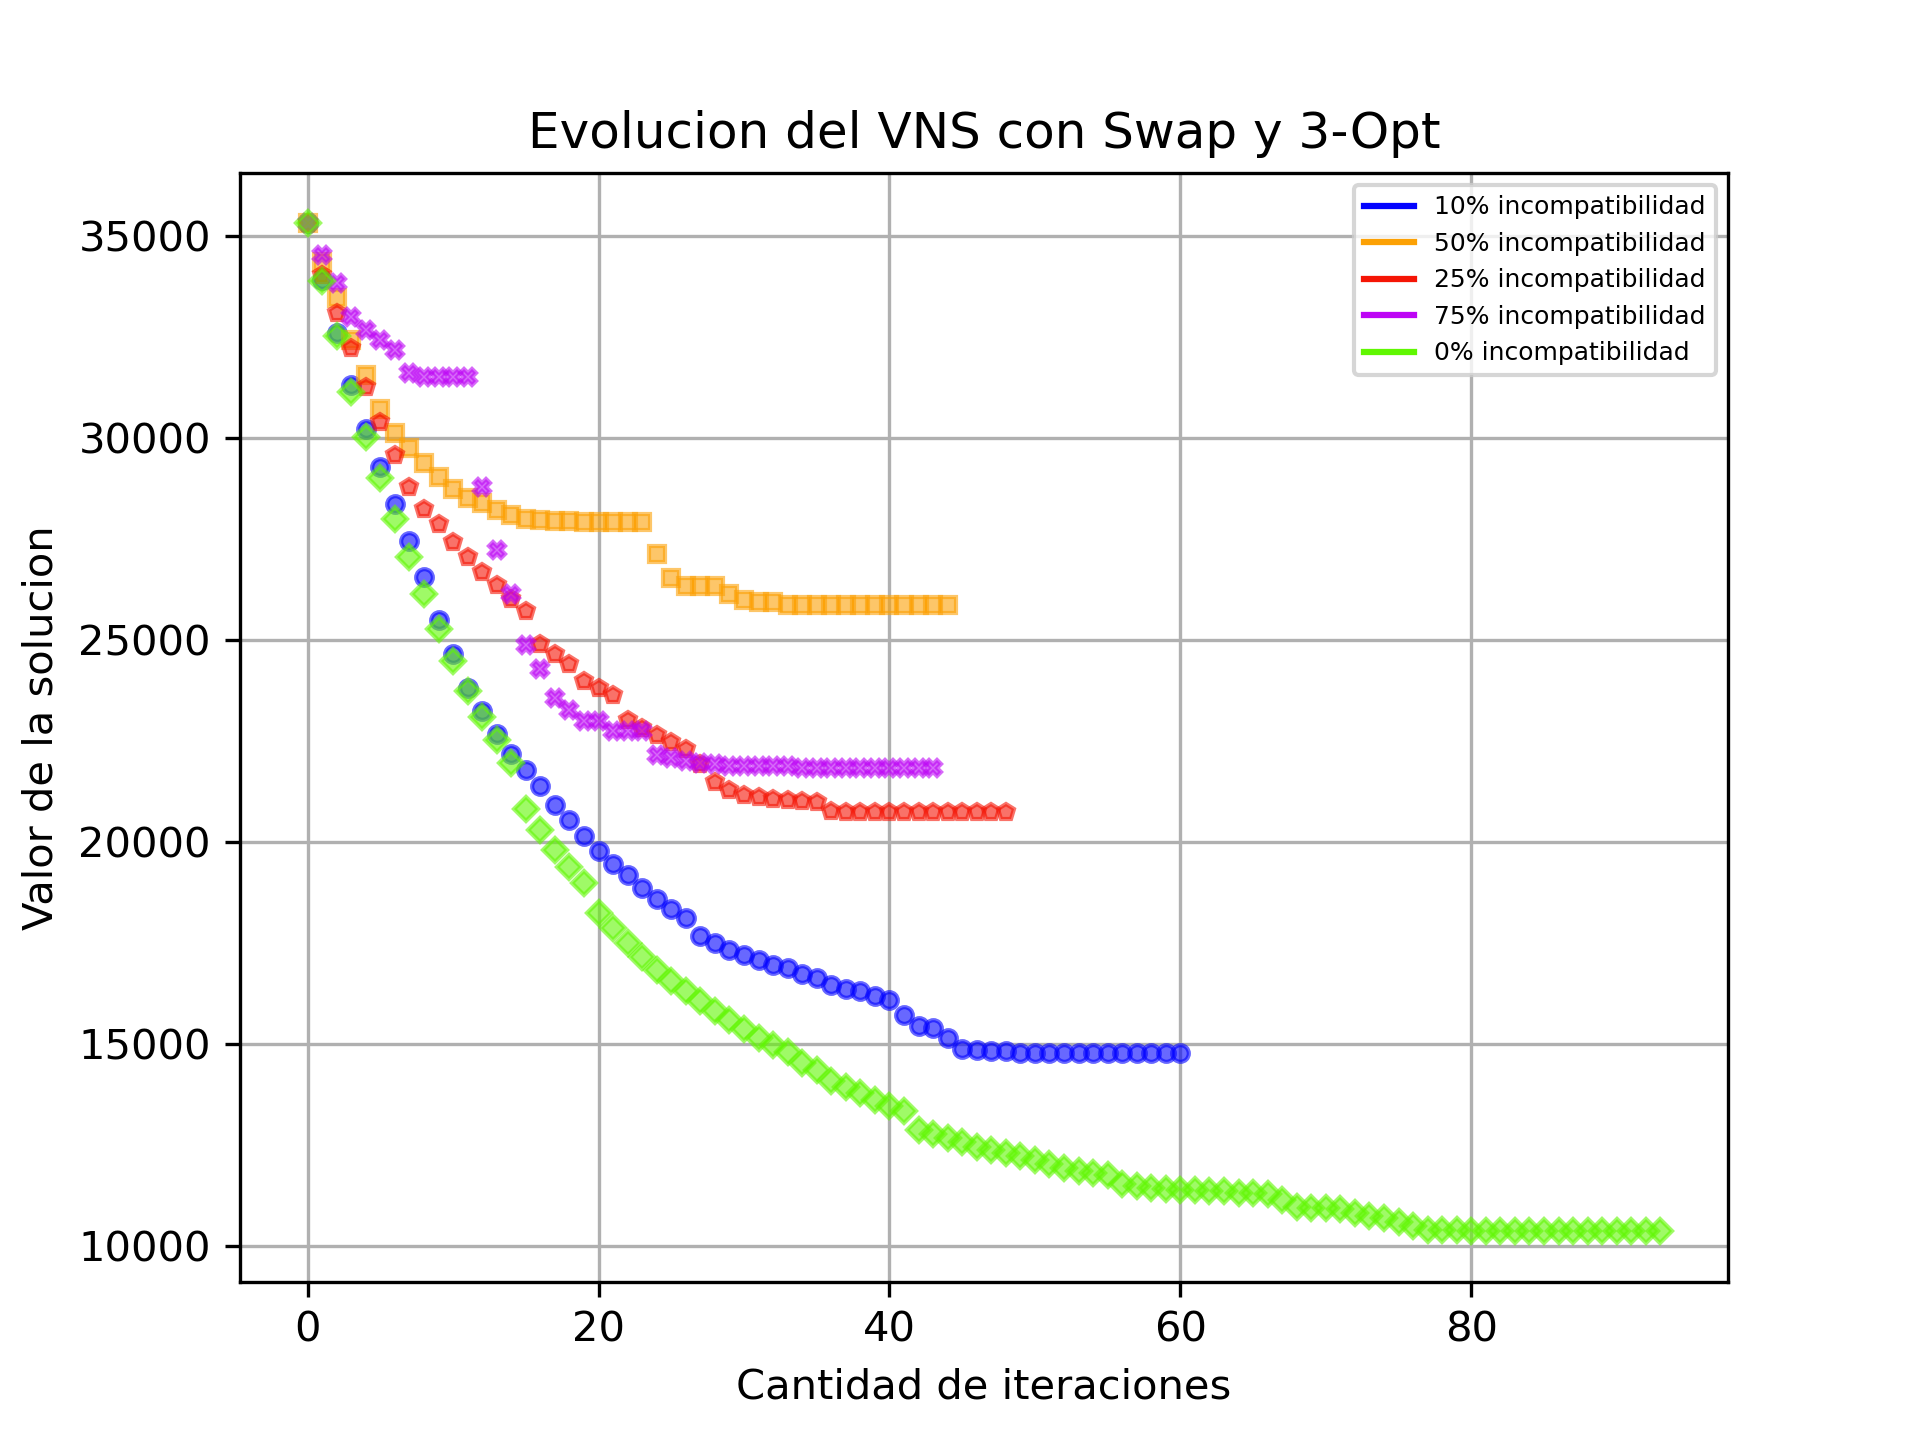 Evolucion del VNS con Swap y 3-Opt
10% incompatibilidad
50% incompatibilidad
25% incompatibilidad
75% incompatibilidad
0% incompatibilidad
Valor de la solucion
35000
30000
25000
20000
15000
10000
0 20 40 60 80
Cantidad de iteraciones